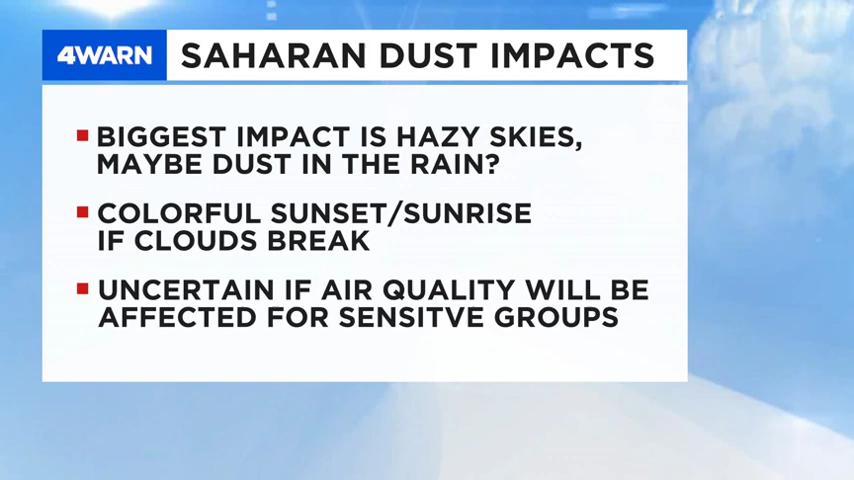 4WARN SAHARAN DUST IMPACTS
BIGGEST IMPACT IS HAZY SKIES,
MAYBE DUST IN THE RAIN?
COLORFUL SUNSET/SUNRISE
IF CLOUDS BREAK
UNCERTAIN IF AIR QUALITY WILL BE
AFFECTED FOR SENSITVE GROUPS